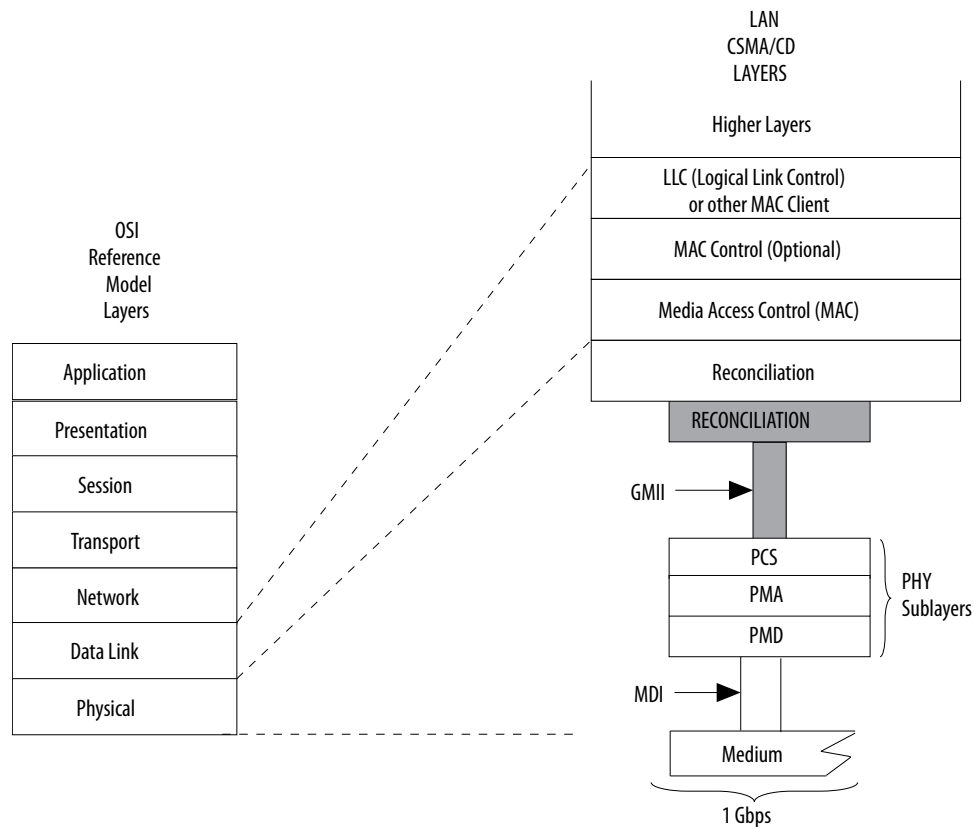 OSI
Reference
Model
Layers
Application
Presentation
Session
Transport
Network
Data Link
Physical
LAN
CSMA/CD
LAYERS
Higher Layers
LLC (Logical Link Control)
or other MAC Client
MAC Control (Optional)
Media Access Control (MAC)
Reconciliation
RECONCILIATION
GMII
PCS
PMA
PMD
PHY
Sublayers
MDI
Medium
1 Gbps